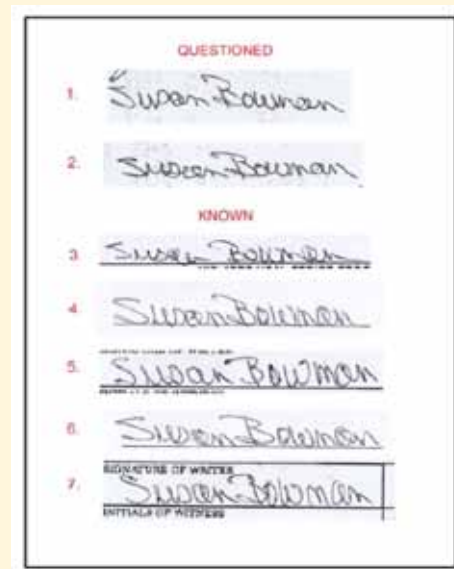 QUESTIONED
1. Susan Bowman
2. Susan Bowman
KNOWN
3. Susan Bowman
4. Susan Bowman
5. Susan Bowman
6. Susan Bowman
SIGNATURE OF WRITER
7. Susan Bowman
INITIALS OF WITNESS